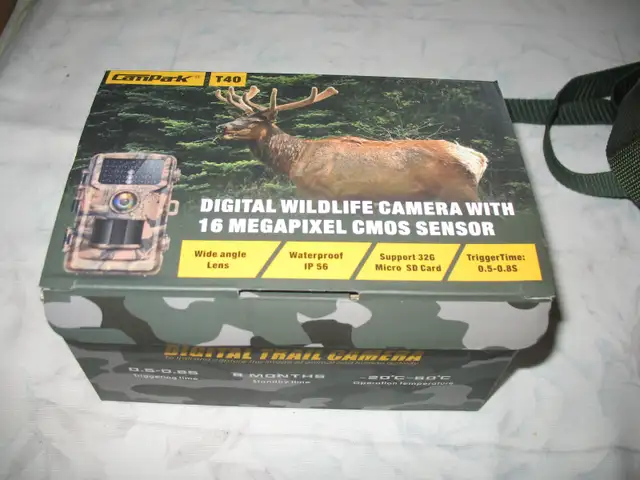 CamPark
T40
DIGITAL WILDLIFE CAMERA WITH
16 MEGAPIXEL CMOS SENSOR
Wide angle
Lens
Waterproof
IP 56
Support 32G
Micro SD Card
TriggerTime:
0.5-0.8S
DIGITAL TRAIL CAMERA
0.5-0.8S
Triggering time
8 MONTHS
Standby time
-20°C-60°C
Operation temperature